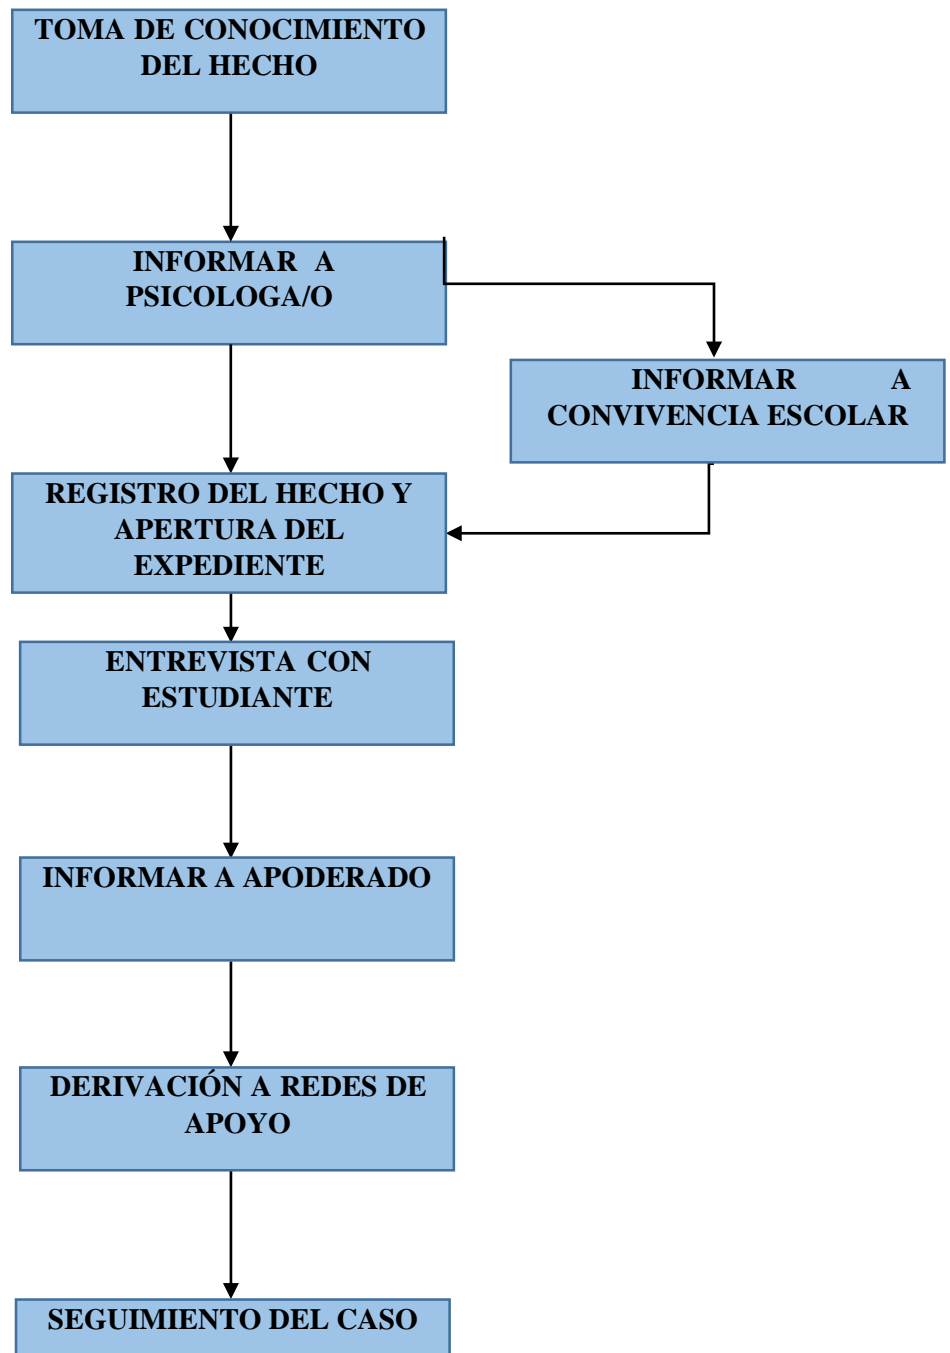 TOMA DE CONOCIMIENTO
DEL HECHO
INFORMAR A
PSICOLOGA/O
INFORMAR A
CONVIVENCIA ESCOLAR
REGISTRO DEL HECHO Y
APERTURA DEL
EXPEDIENTE
ENTREVISTA CON
ESTUDIANTE
INFORMAR A APODERADO
DERIVACIÓN A REDES DE
APOYO
SEGUIMIENTO DEL CASO